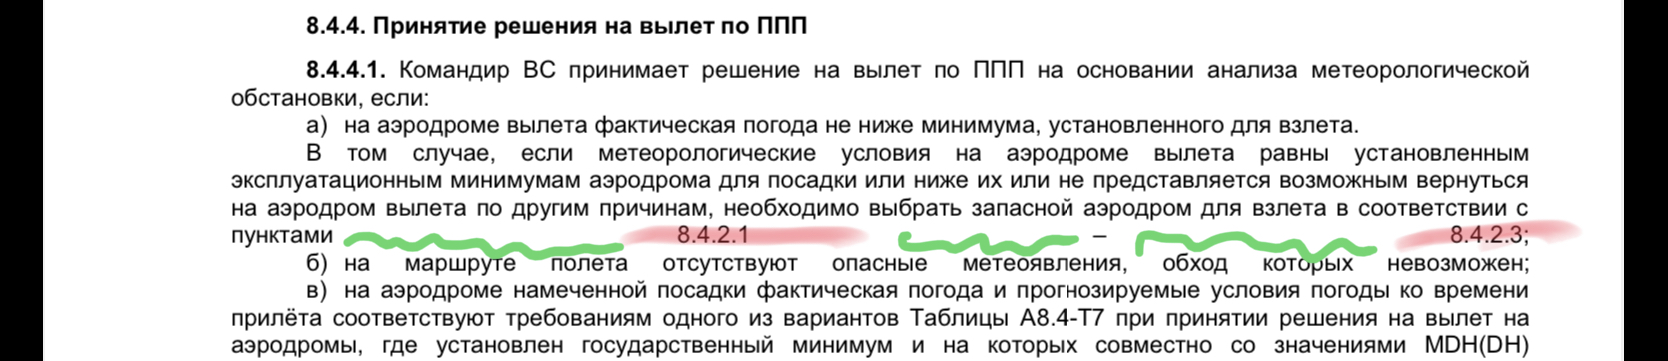 8.4.4. Принятие решения на вылет по ППП
8.4.4.1. Командир ВС принимает решение на вылет по ППП на основании анализа метеорологической
обстановки, если:
а) на аэродроме вылета фактическая погода не ниже минимума, установленного для взлета.
В том случае, если метеорологические условия на аэродроме вылета равны установленным
эксплуатационным минимумам аэродрома для посадки или ниже их или не представляется возможным вернуться
на аэродром вылета по другим причинам, необходимо выбрать запасной аэродром для взлета в соответствии с
пунктами 8.4.2.1 – 8.4.2.3;
б) на маршруте полета отсутствуют опасные метеоявления, обход которых невозможен;
в) на аэродроме намеченной посадки фактическая погода и прогнозируемые условия погоды ко времени
прилёта соответствуют требованиям одного из вариантов Таблицы А8.4-Т7 при принятии решения на вылет на
аэродромы, где установлен государственный минимум и на которых совместно со значениями MDH(DH)